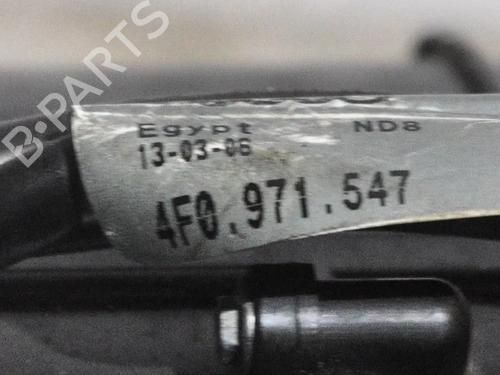 B-PARTS
Egypt ND8
13-03-06
4F0.971.547